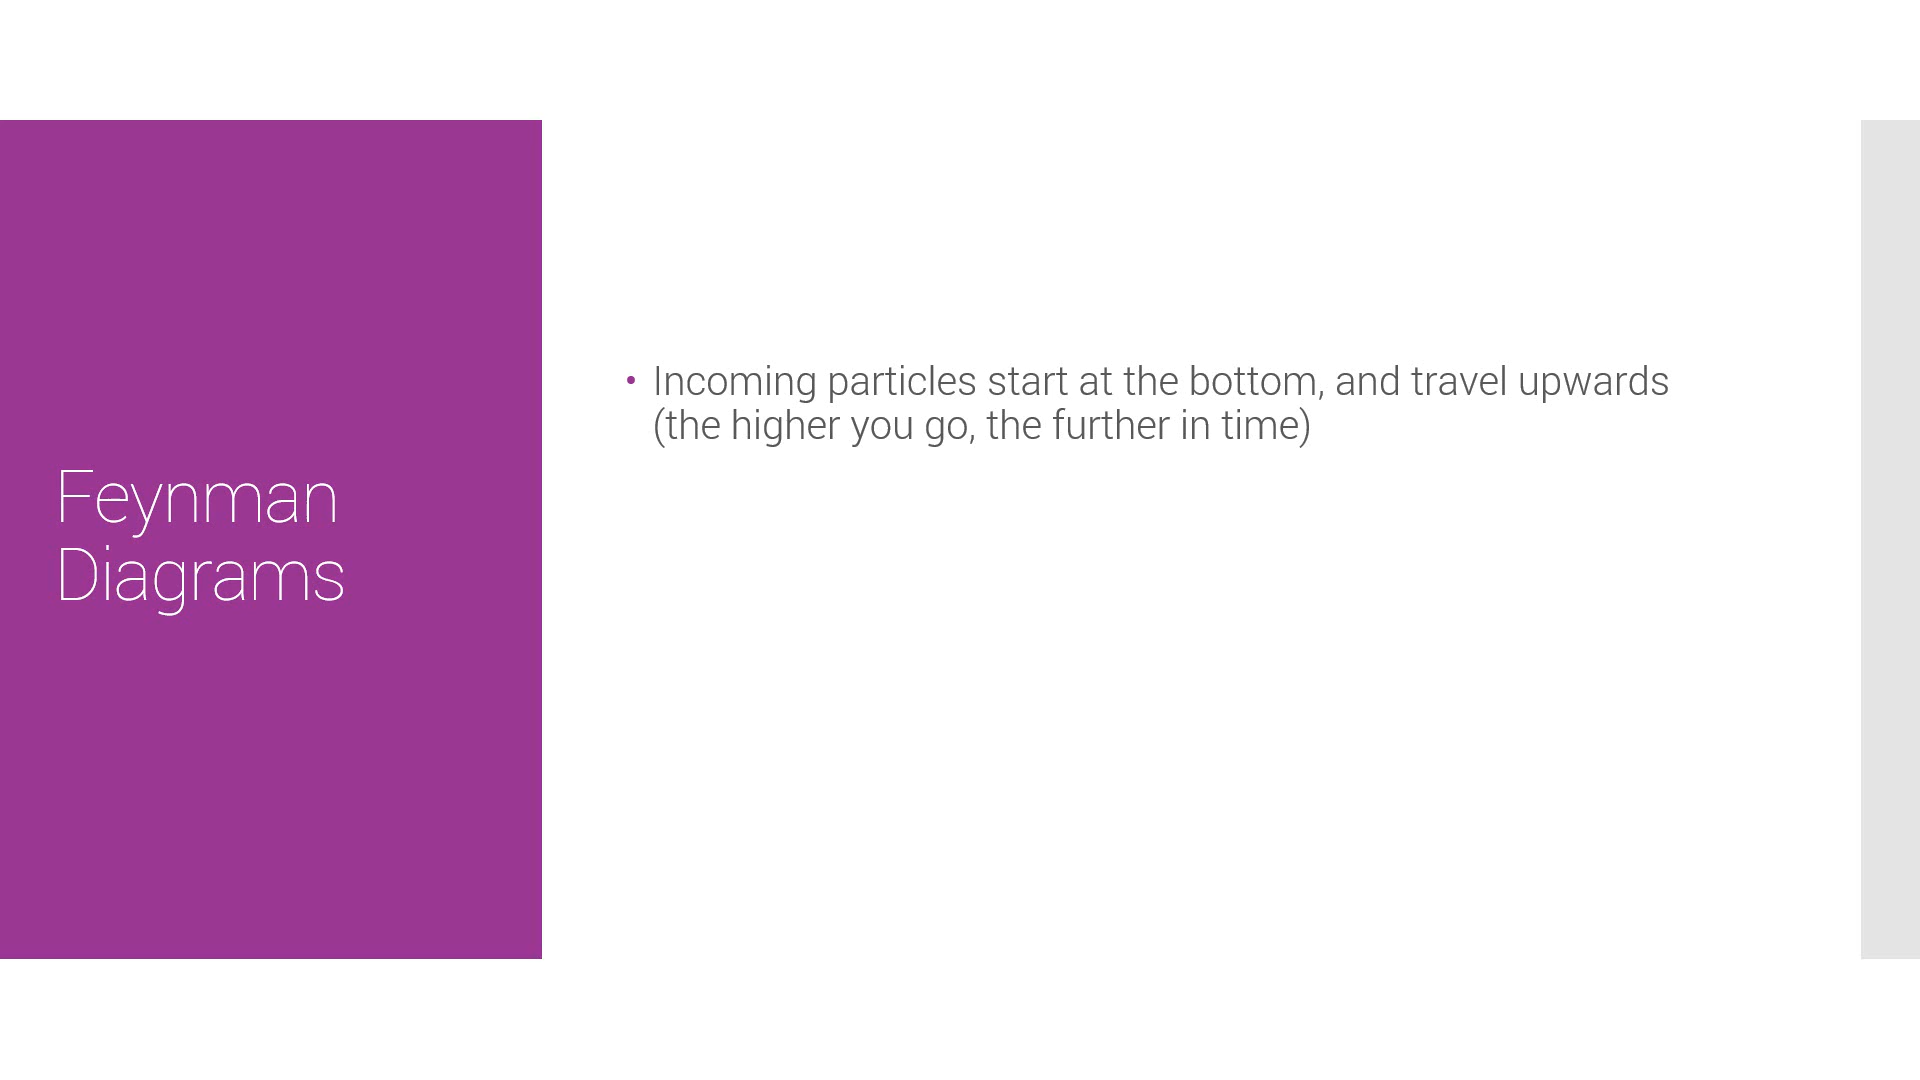 Feynman
Diagrams
• Incoming particles start at the bottom, and travel upwards
(the higher you go, the further in time)